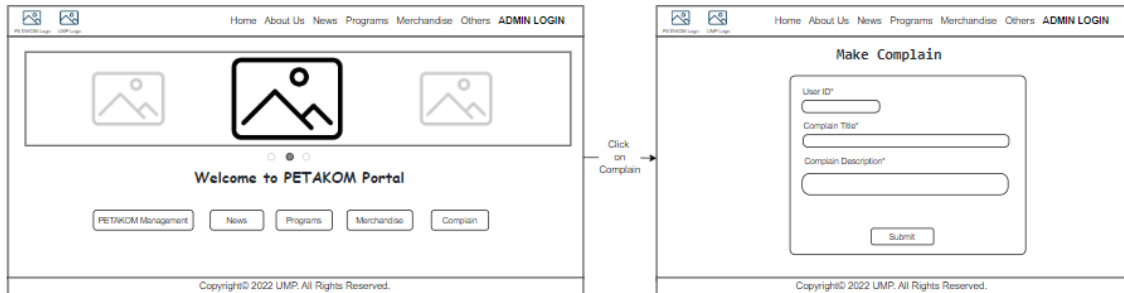 PETAKOM Logo UMP Logo
Home About Us News Programs Merchandise Others ADMIN LOGIN
Welcome to PETAKOM Portal
PETAKOM Management News Programs Merchandise Complain
Copyright© 2022 UMP. All Rights Reserved.
Click
on
Complain
PETAKOM Logo UMP Logo
Home About Us News Programs Merchandise Others ADMIN LOGIN
Make Complain
User ID*
Complain Title*
Complain Description*
Submit
Copyright© 2022 UMP. All Rights Reserved.